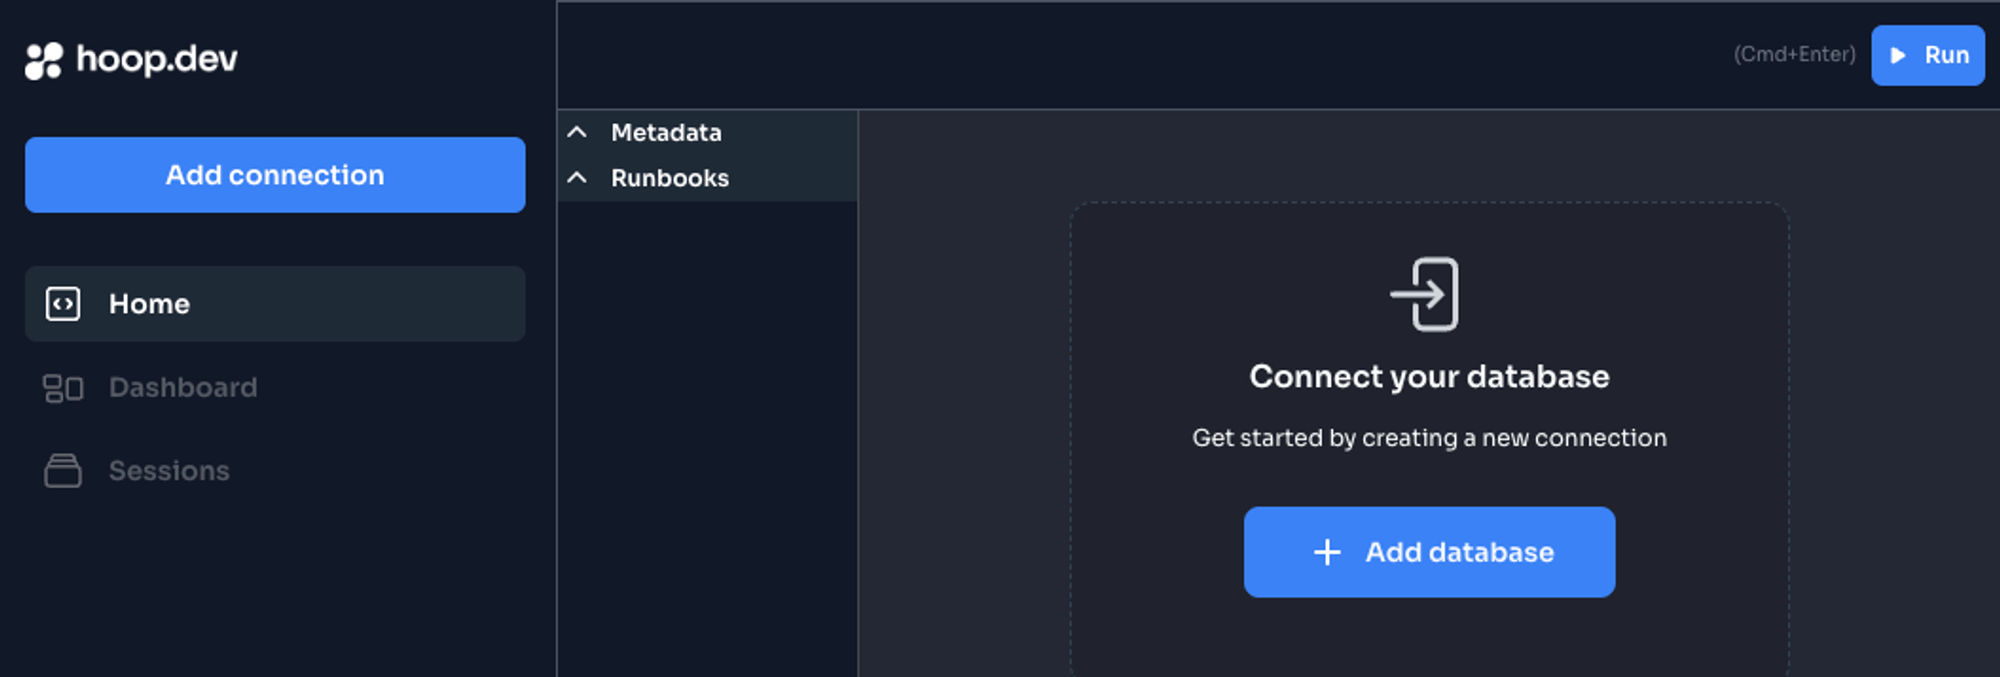 hoop.dev
Add connection
Home
Dashboard
Sessions
(Cmd+Enter)
Run
Metadata
Runbooks
Connect your database
Get started by creating a new connection
Add database